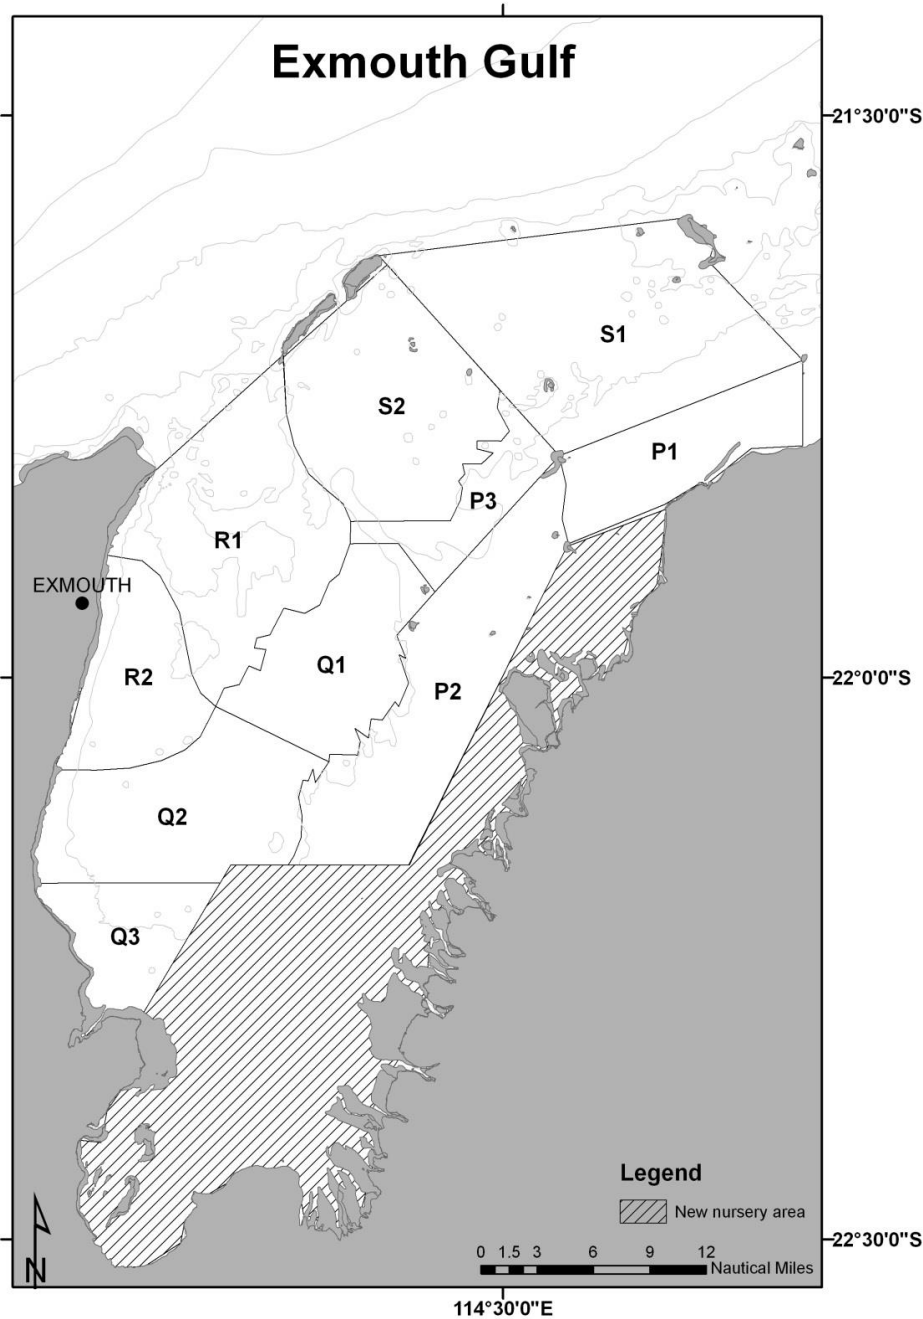 Exmouth Gulf
21°30'0"S
S1
S2
P1
P3
R1
EXMOUTH
Q1
R2
P2
22°0'0"S
Q2
Q3
Legend
New nursery area
N
22°30'0"S
0 1.5 3 6 9 12
Nautical Miles
114°30'0"E